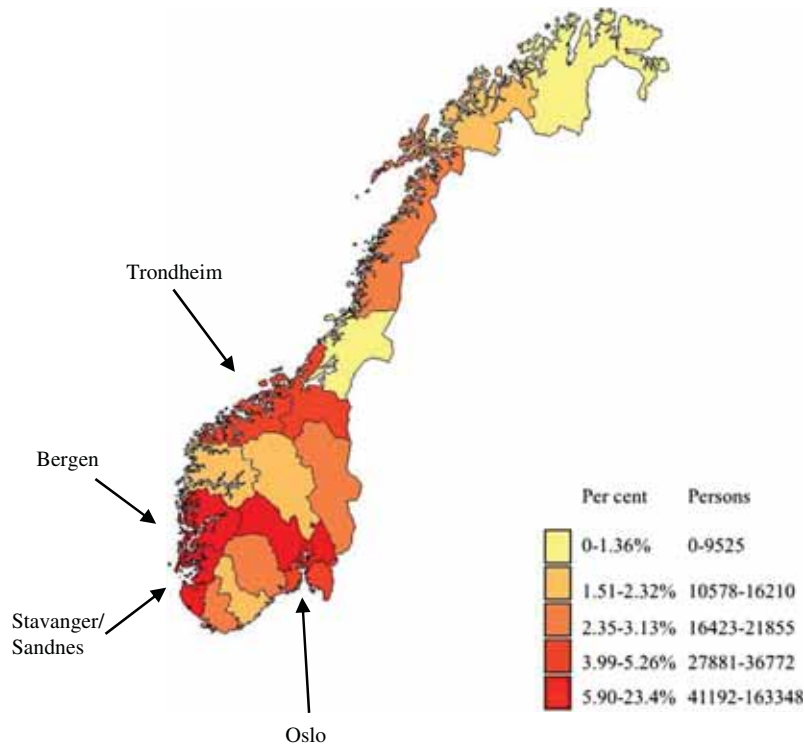 Trondheim
Bergen
Stavanger/
Sandnes
Oslo
Per cent Persons
0-1.36% 0-9525
1.51-2.32% 10578-16210
2.35-3.13% 16423-21855
3.99-5.26% 27881-36772
5.90-23.4% 41192-163348